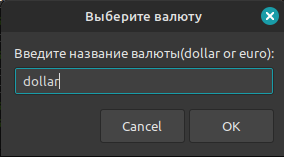 Выберите валюту
Введите название валюты(dollar or euro):
dollar
Cancel OK